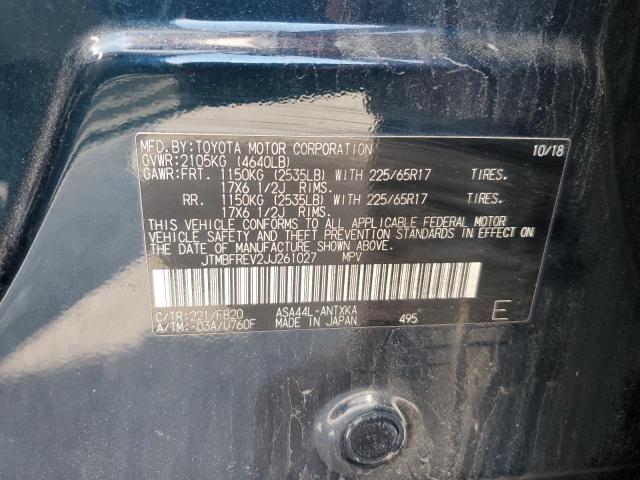 MFD.BY:TOYOTA MOTOR CORPORATION 10/18
GVWR:2105KG (4640LB)
GAWR:FRT. 1150KG (2535LB) WITH 225/65R17 TIRES.
17X6 1/2J RIMS.
RR. 1150KG (2535LB) WITH 225/65R17 TIRES.
17X6 1/2J RIMS.
THIS VEHICLE CONFORMS TO ALL APPLICABLE FEDERAL MOTOR
VEHICLE SAFETY AND THEFT PREVENTION STANDARDS IN
EFFECT ON THE DATE OF MANUFACTURE SHOWN ABOVE.
JTMBFREV2JJ261027 MPV
C/TR:221/FB20 ASA44L-ANTXKA
A/TM:-03A/U760F MADE IN JAPAN 495 E